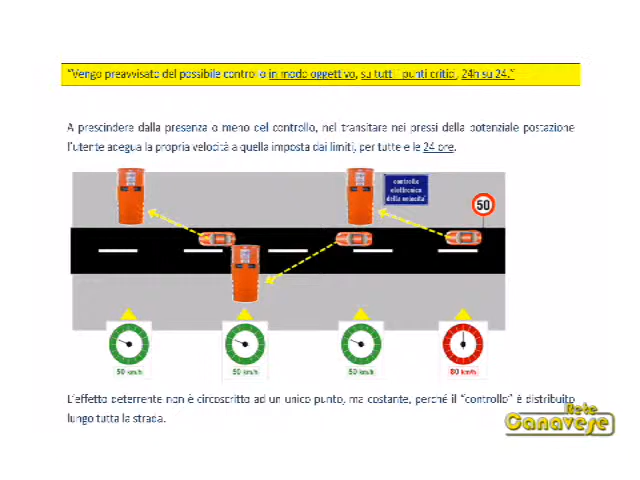 “Vengo preavvisato del possibile controllo in modo oggettivo, su tutti i punti critici, 24h su 24.”
A prescindere dalla presenza o meno del controllo, nel transitare nei pressi della potenziale postazione
l’utente adegua la propria velocità a quella imposta dai limiti, per tutte e le 24 ore.
controllo
elettronico
della velocita'
50
50 km/h
50 km/h
50 km/h
80 km/h
L’effetto deterrente non è circoscritto ad un unico punto, ma costante, perché il “controllo” è distribuito
lungo tutta la strada.
Rete
Canavese